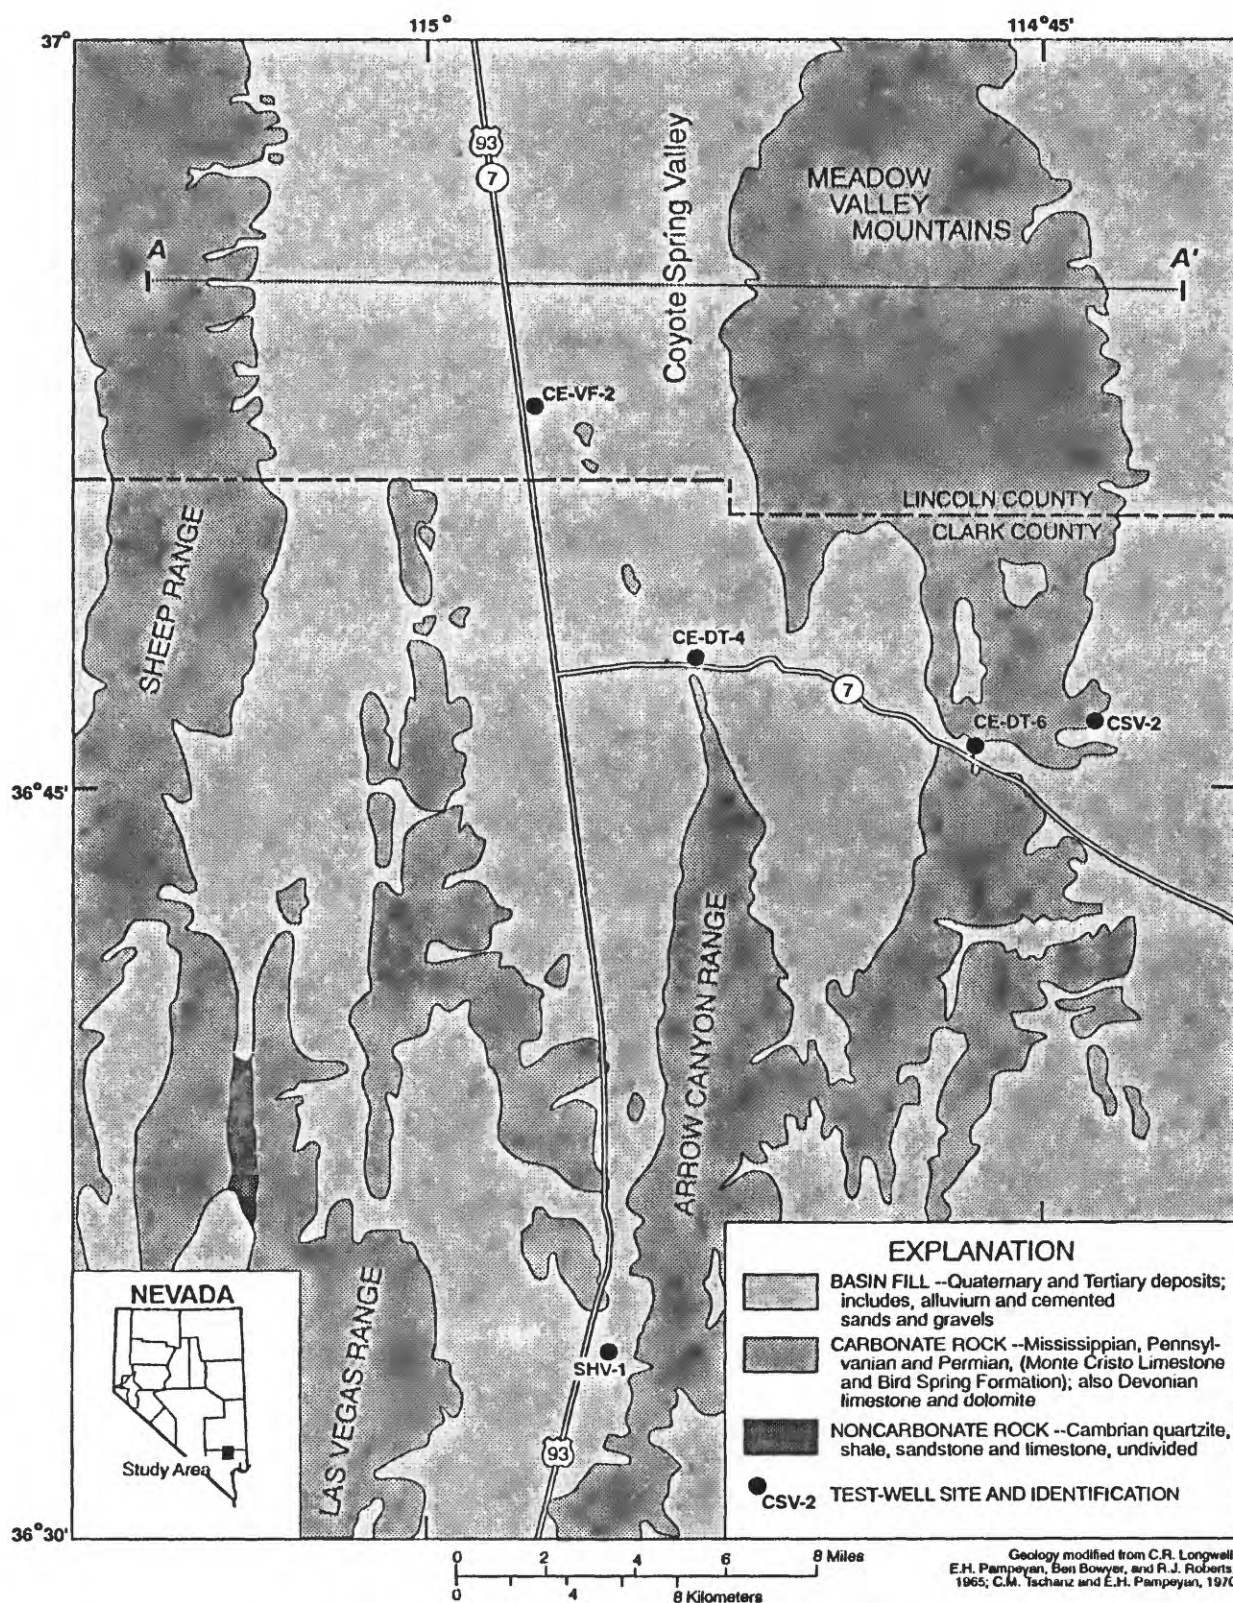 115°
114°45'
37°
93
7
Coyote Spring Valley
MEADOW
VALLEY
MOUNTAINS
A
A'
CE-VF-2
LINCOLN COUNTY
CLARK COUNTY
SHEEP RANGE
CE-DT-4
7
CE-DT-6
CSV-2
36°45'
ARROW CANYON RANGE
LAS VEGAS RANGE
SHV-1
93
NEVADA
Study Area
EXPLANATION
BASIN FILL --Quaternary and Tertiary deposits;
includes, alluvium and cemented
sands and gravels
CARBONATE ROCK --Mississippian, Pennsyl-
vanian and Permian, (Monte Cristo Limestone
and Bird Spring Formation); also Devonian
limestone and dolomite
NONCARBONATE ROCK --Cambrian quartzite,
shale, sandstone and limestone, undivided
CSV-2 TEST-WELL SITE AND IDENTIFICATION
36°30'
0 2 4 6 8 Miles
0 4 8 Kilometers
Geology modified from C.R. Longwell
E.H. Pampeyan, Ben Bowyer, and R.J. Roberts,
1965; C.M. Tschanz and E.H. Pampeyan, 1970